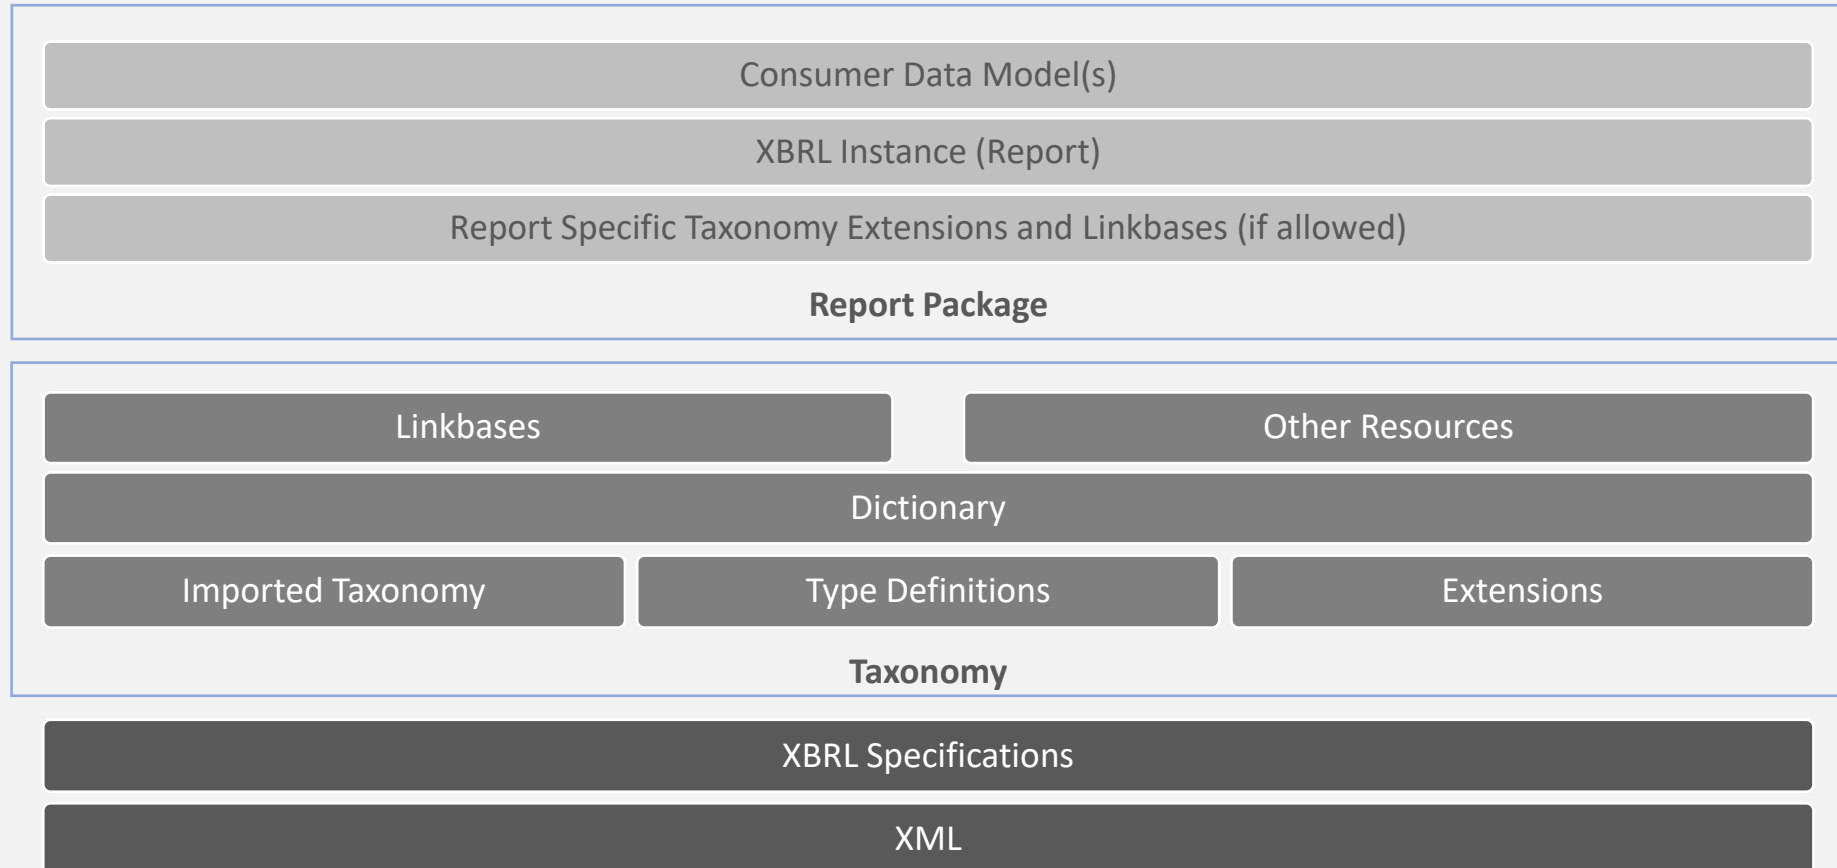 Consumer Data Model(s)
XBRL Instance (Report)
Report Specific Taxonomy Extensions and Linkbases (if allowed)
Report Package
Linkbases
Other Resources
Dictionary
Imported Taxonomy
Type Definitions
Extensions
Taxonomy
XBRL Specifications
XML